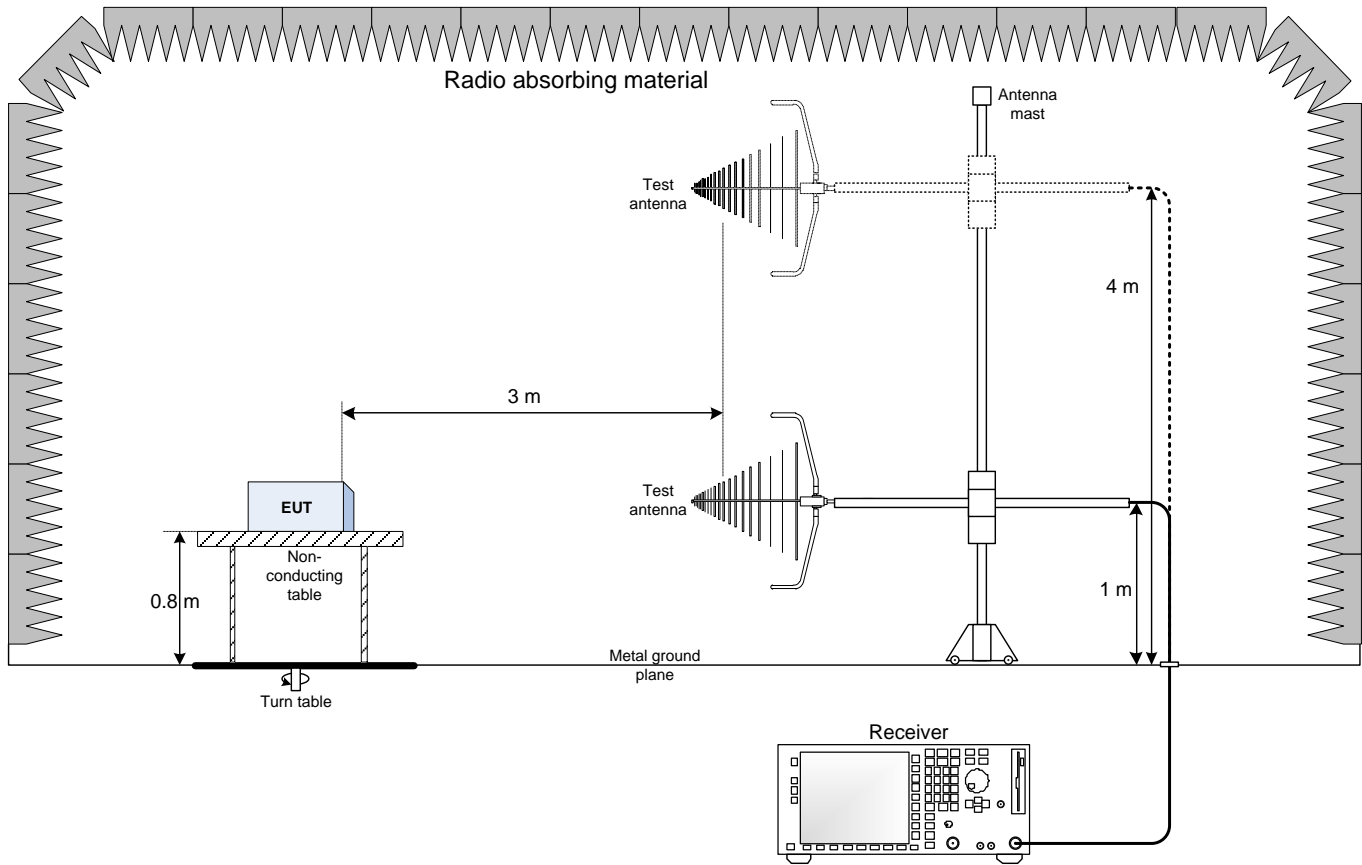 Radio absorbing material
Antenna
mast
Test
antenna
4 m
3 m
Test
antenna
EUT
Non-
conducting
table
0.8 m
1 m
Metal ground
plane
Turn table
Receiver